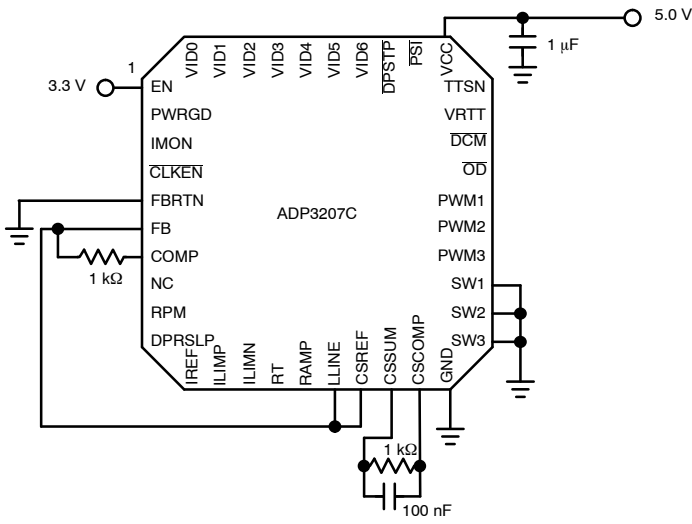 5.0 V
1 μF
3.3 V
1
VID0
VID1
VID2
VID3
VID4
VID5
VID6
DPSTP
PSI
VCC
EN
PWRGD
IMON
CLKEN
FBRTN
FB
COMP
NC
RPM
DPRSLP
1 kΩ
ADP3207C
TTSN
VRTT
DCM
OD
PWM1
PWM2
PWM3
SW1
SW2
SW3
IREF
ILIMP
ILIMN
RT
RAMP
LLINE
CSREF
CSSUM
CSCOMP
GND
1 kΩ
100 nF